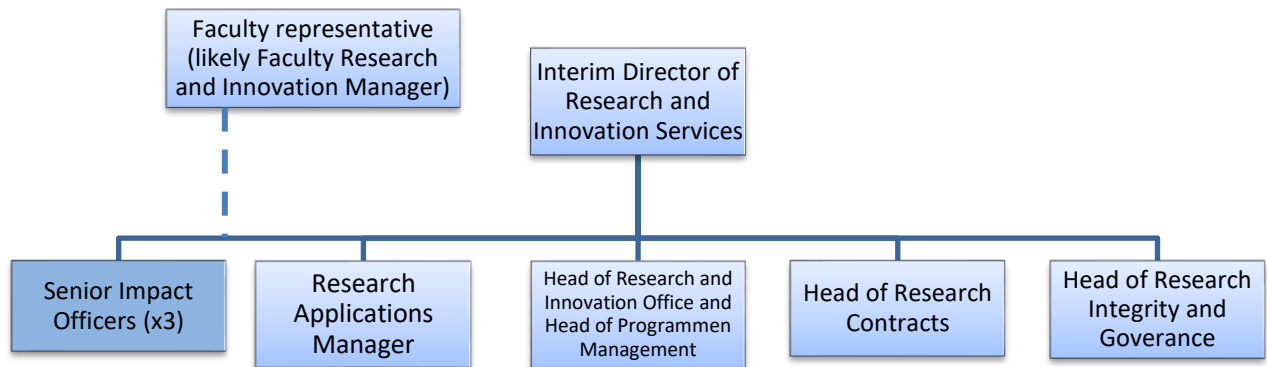 Faculty representative
(likely Faculty Research
and Innovation Manager)
Interim Director of
Research and
Innovation Services
Senior Impact
Officers (x3)
Research
Applications
Manager
Head of Research and
Innovation Office and
Head of Programmen
Management
Head of Research
Contracts
Head of Research
Integrity and
Goverance